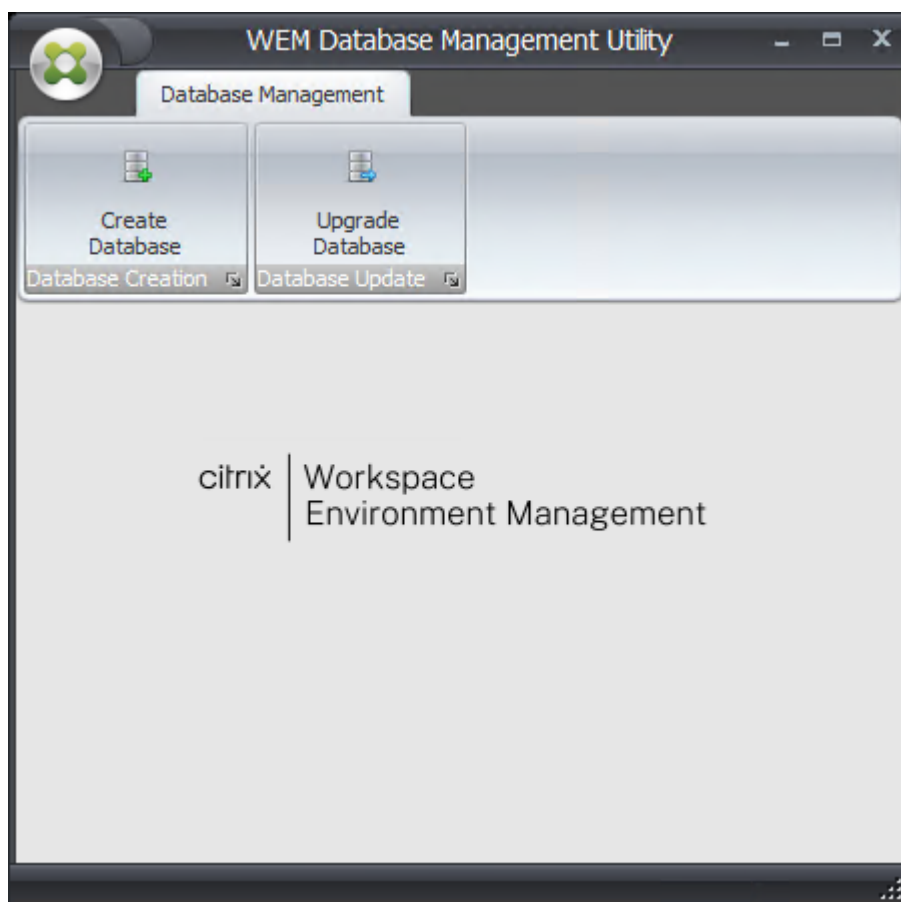 WEM Database Management Utility
Database Management
Create
Database
Upgrade
Database
Database Creation
Database Update
citrix
Workspace
Environment Management